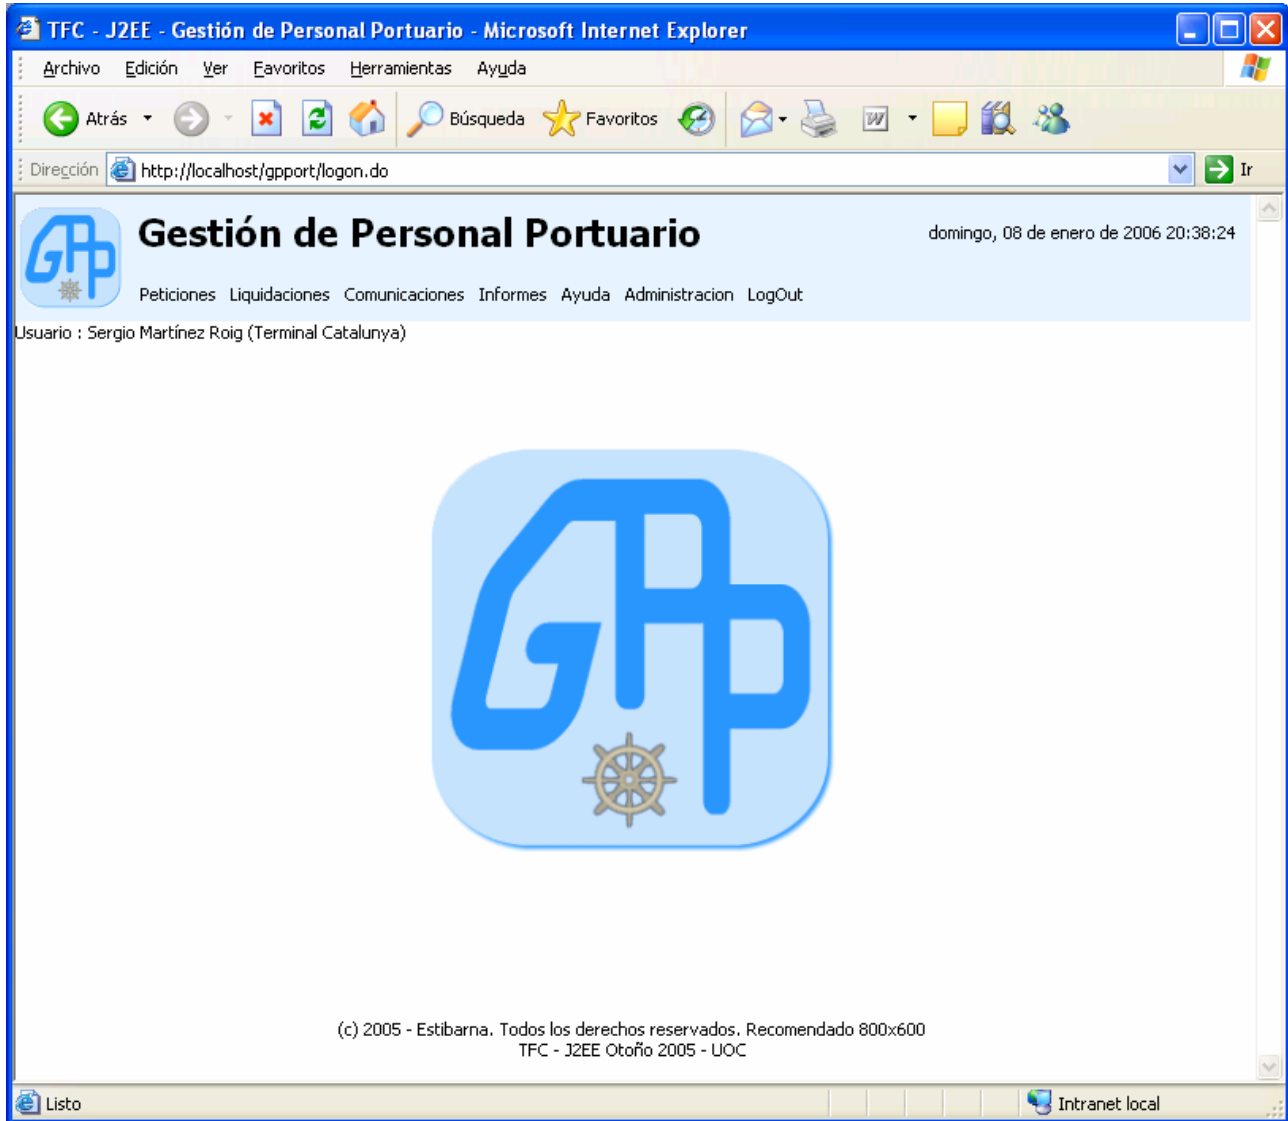 TFC - J2EE - Gestión de Personal Portuario - Microsoft Internet Explorer
Archivo Edición Ver Favoritos Herramientas Ayuda
Atrás Búsqueda Favoritos W
Dirección http://localhost/gpport/logon.do Ir
GPP Gestión de Personal Portuario domingo, 08 de enero de 2006 20:38:24
Peticiones Liquidaciones Comunicaciones Informes Ayuda Administracion LogOut
Usuario : Sergio Martínez Roig (Terminal Catalunya)
GPP
(c) 2005 - Estibarna. Todos los derechos reservados. Recomendado 800x600
TFC - J2EE Otoño 2005 - UOC
Listo Intranet local